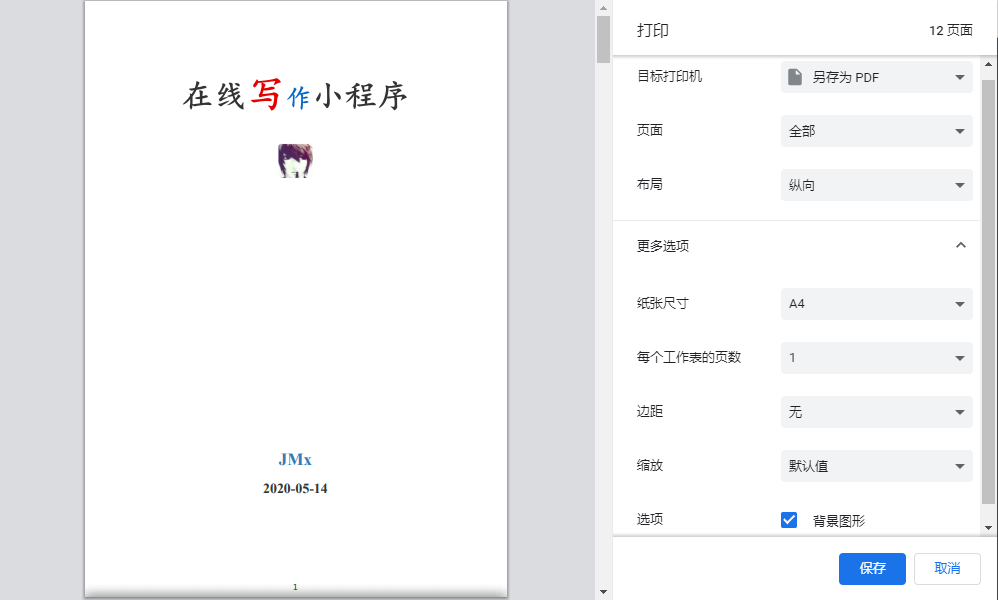 在线写作小程序
JMx
2020-05-14
1
打印
12 页面
目标打印机
另存为 PDF
页面
全部
布局
纵向
更多选项
纸张尺寸
A4
每个工作表的页数
1
边距
无
缩放
默认值
选项
背景图形
保存
取消